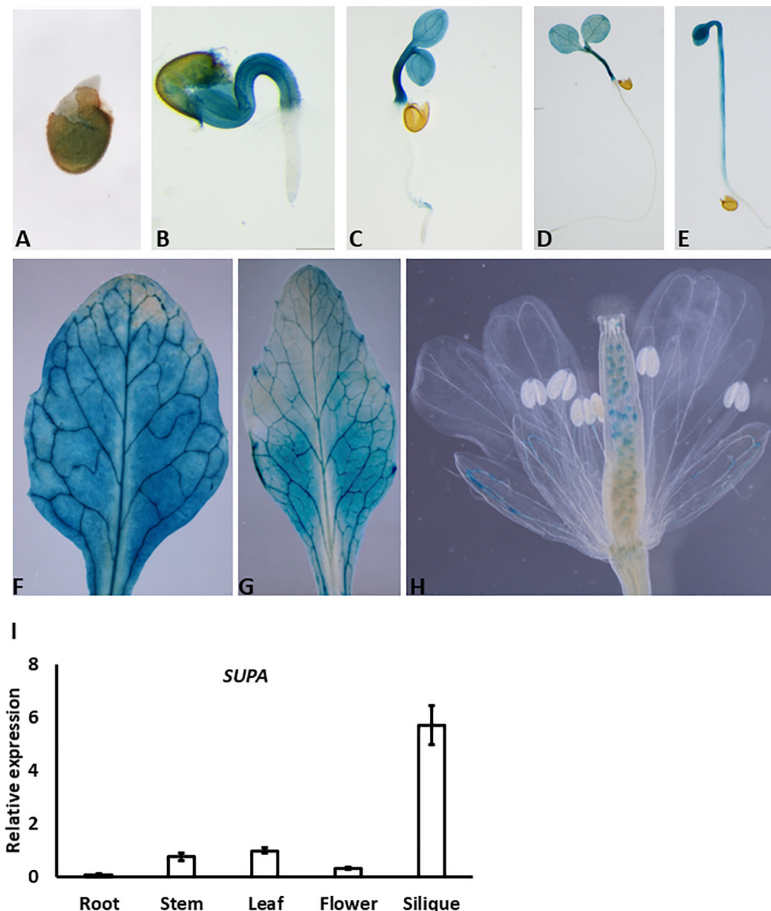 A
B
C
D
E
F
G
H
I
SUPA
Relative expression
8
6
4
2
0
Root Stem Leaf Flower Silique